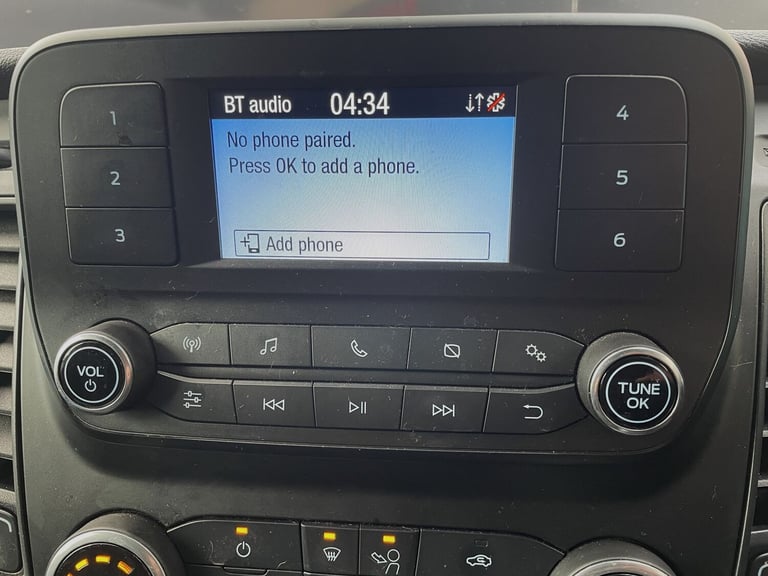 BT audio 04:34
No phone paired.
Press OK to add a phone.
Add phone
1
2
3
4
5
6
VOL
TUNE
OK